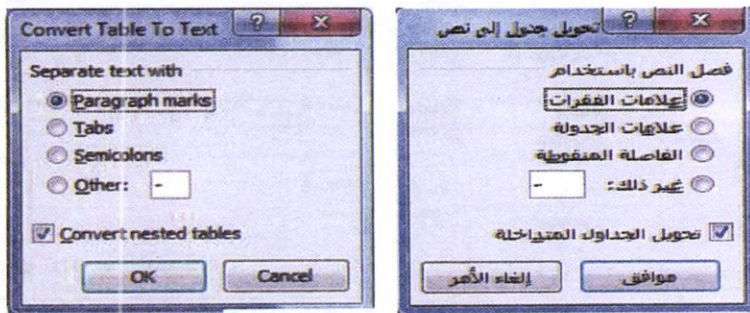 Convert Table To Text
Separate text with
Paragraph marks
Tabs
Semicolons
Other: -
Convert nested tables
OK Cancel
تحويل جدول إلى نص
فصل النص باستخدام
علامات الفقرات
علامات الجدولة
الفاصلة المنقوطة
غير ذلك: -
تحويل الجداول المتداخلة
موافق إلغاء الأمر